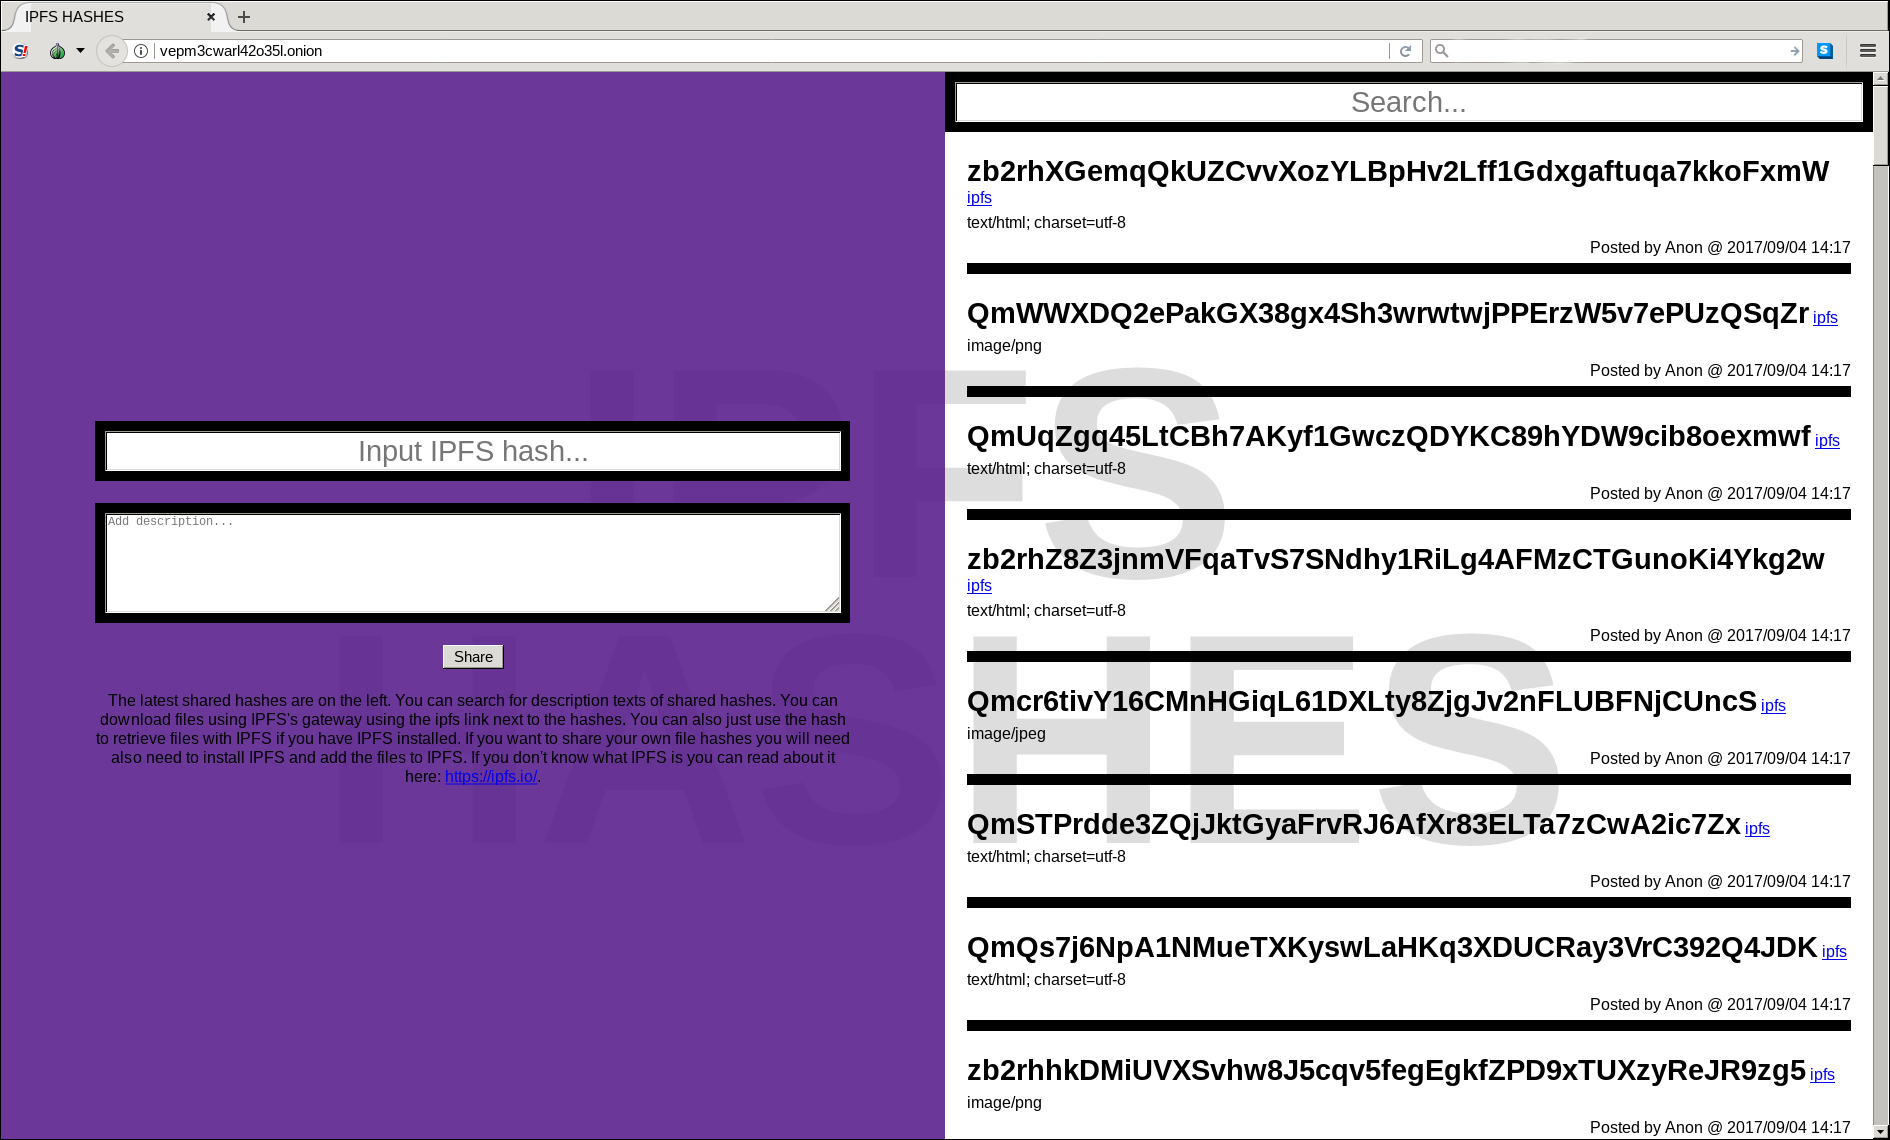 IPFS HASHES
vepm3cwarl42o35l.onion
Input IPFS hash...
Add description...
Share
The latest shared hashes are on the left. You can search for description texts of shared hashes. You can
download files using IPFS's gateway using the ipfs link next to the hashes. You can also just use the hash
to retrieve files with IPFS if you have IPFS installed. If you want to share your own file hashes you will need
also need to install IPFS and add the files to IPFS. If you don't know what IPFS is you can read about it
here: https://ipfs.io/.
IPFS
HASHES
Search...
zb2rhXGemqQkUZCvvXozYLBpHv2Lff1Gdxgaftuqa7kkoFxmW
ipfs
text/html; charset=utf-8
Posted by Anon @ 2017/09/04 14:17
QmWWXDQ2ePakGX38gx4Sh3wrwtwjPPErzW5v7ePUzQSqZr ipfs
image/png
Posted by Anon @ 2017/09/04 14:17
QmUqZgq45LtCBh7AKyf1GwczQDYKC89hYDW9cib8oexmwf ipfs
text/html; charset=utf-8
Posted by Anon @ 2017/09/04 14:17
zb2rhZ8Z3jnmVFqaTvS7SNdhy1RiLg4AFMzCTGunoKi4Ykg2w
ipfs
text/html; charset=utf-8
Posted by Anon @ 2017/09/04 14:17
Qmcr6tivY16CMnHGiqL61DXLty8ZjgJv2nFLUBFNjCUncS ipfs
image/jpeg
Posted by Anon @ 2017/09/04 14:17
QmSTPrdde3ZQjJktGyaFrvRJ6AfXr83ELTa7zCwA2ic7Zx ipfs
text/html; charset=utf-8
Posted by Anon @ 2017/09/04 14:17
QmQs7j6NpA1NMueTXKyswLaHKq3XDUCRay3VrC392Q4JDK ipfs
text/html; charset=utf-8
Posted by Anon @ 2017/09/04 14:17
zb2rhhkDMiUVXSvhw8J5cqv5fegEgkfZPD9xTUXzyReJR9zg5 ipfs
image/png
Posted by Anon @ 2017/09/04 14:17